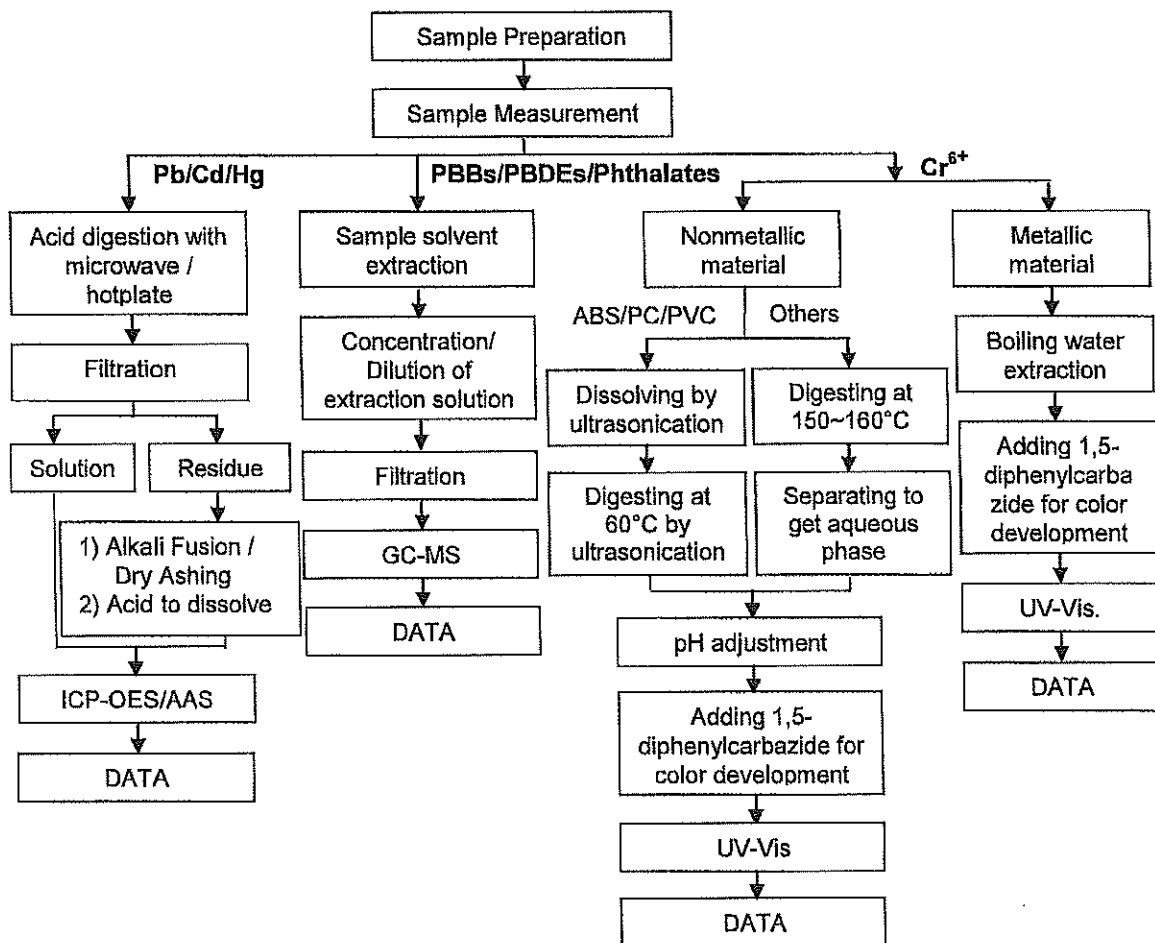 Sample Preparation
Sample Measurement
Pb/Cd/Hg
PBBs/PBDEs/Phthalates
Cr⁶⁺
Acid digestion with
microwave /
hotplate
Filtration
Solution
Residue
1) Alkali Fusion /
Dry Ashing
2) Acid to dissolve
ICP-OES/AAS
DATA
Sample solvent
extraction
Concentration/
Dilution of
extraction solution
Filtration
GC-MS
DATA
Nonmetallic
material
ABS/PC/PVC
Others
Dissolving by
ultrasonication
Digesting at
60°C by
ultrasonication
Digesting at
150~160°C
Separating to
get aqueous
phase
pH adjustment
Adding 1,5-
diphenylcarbazide for
color development
UV-Vis
DATA
Metallic
material
Boiling water
extraction
Adding 1,5-
diphenylcarba
zide for color
development
UV-Vis.
DATA